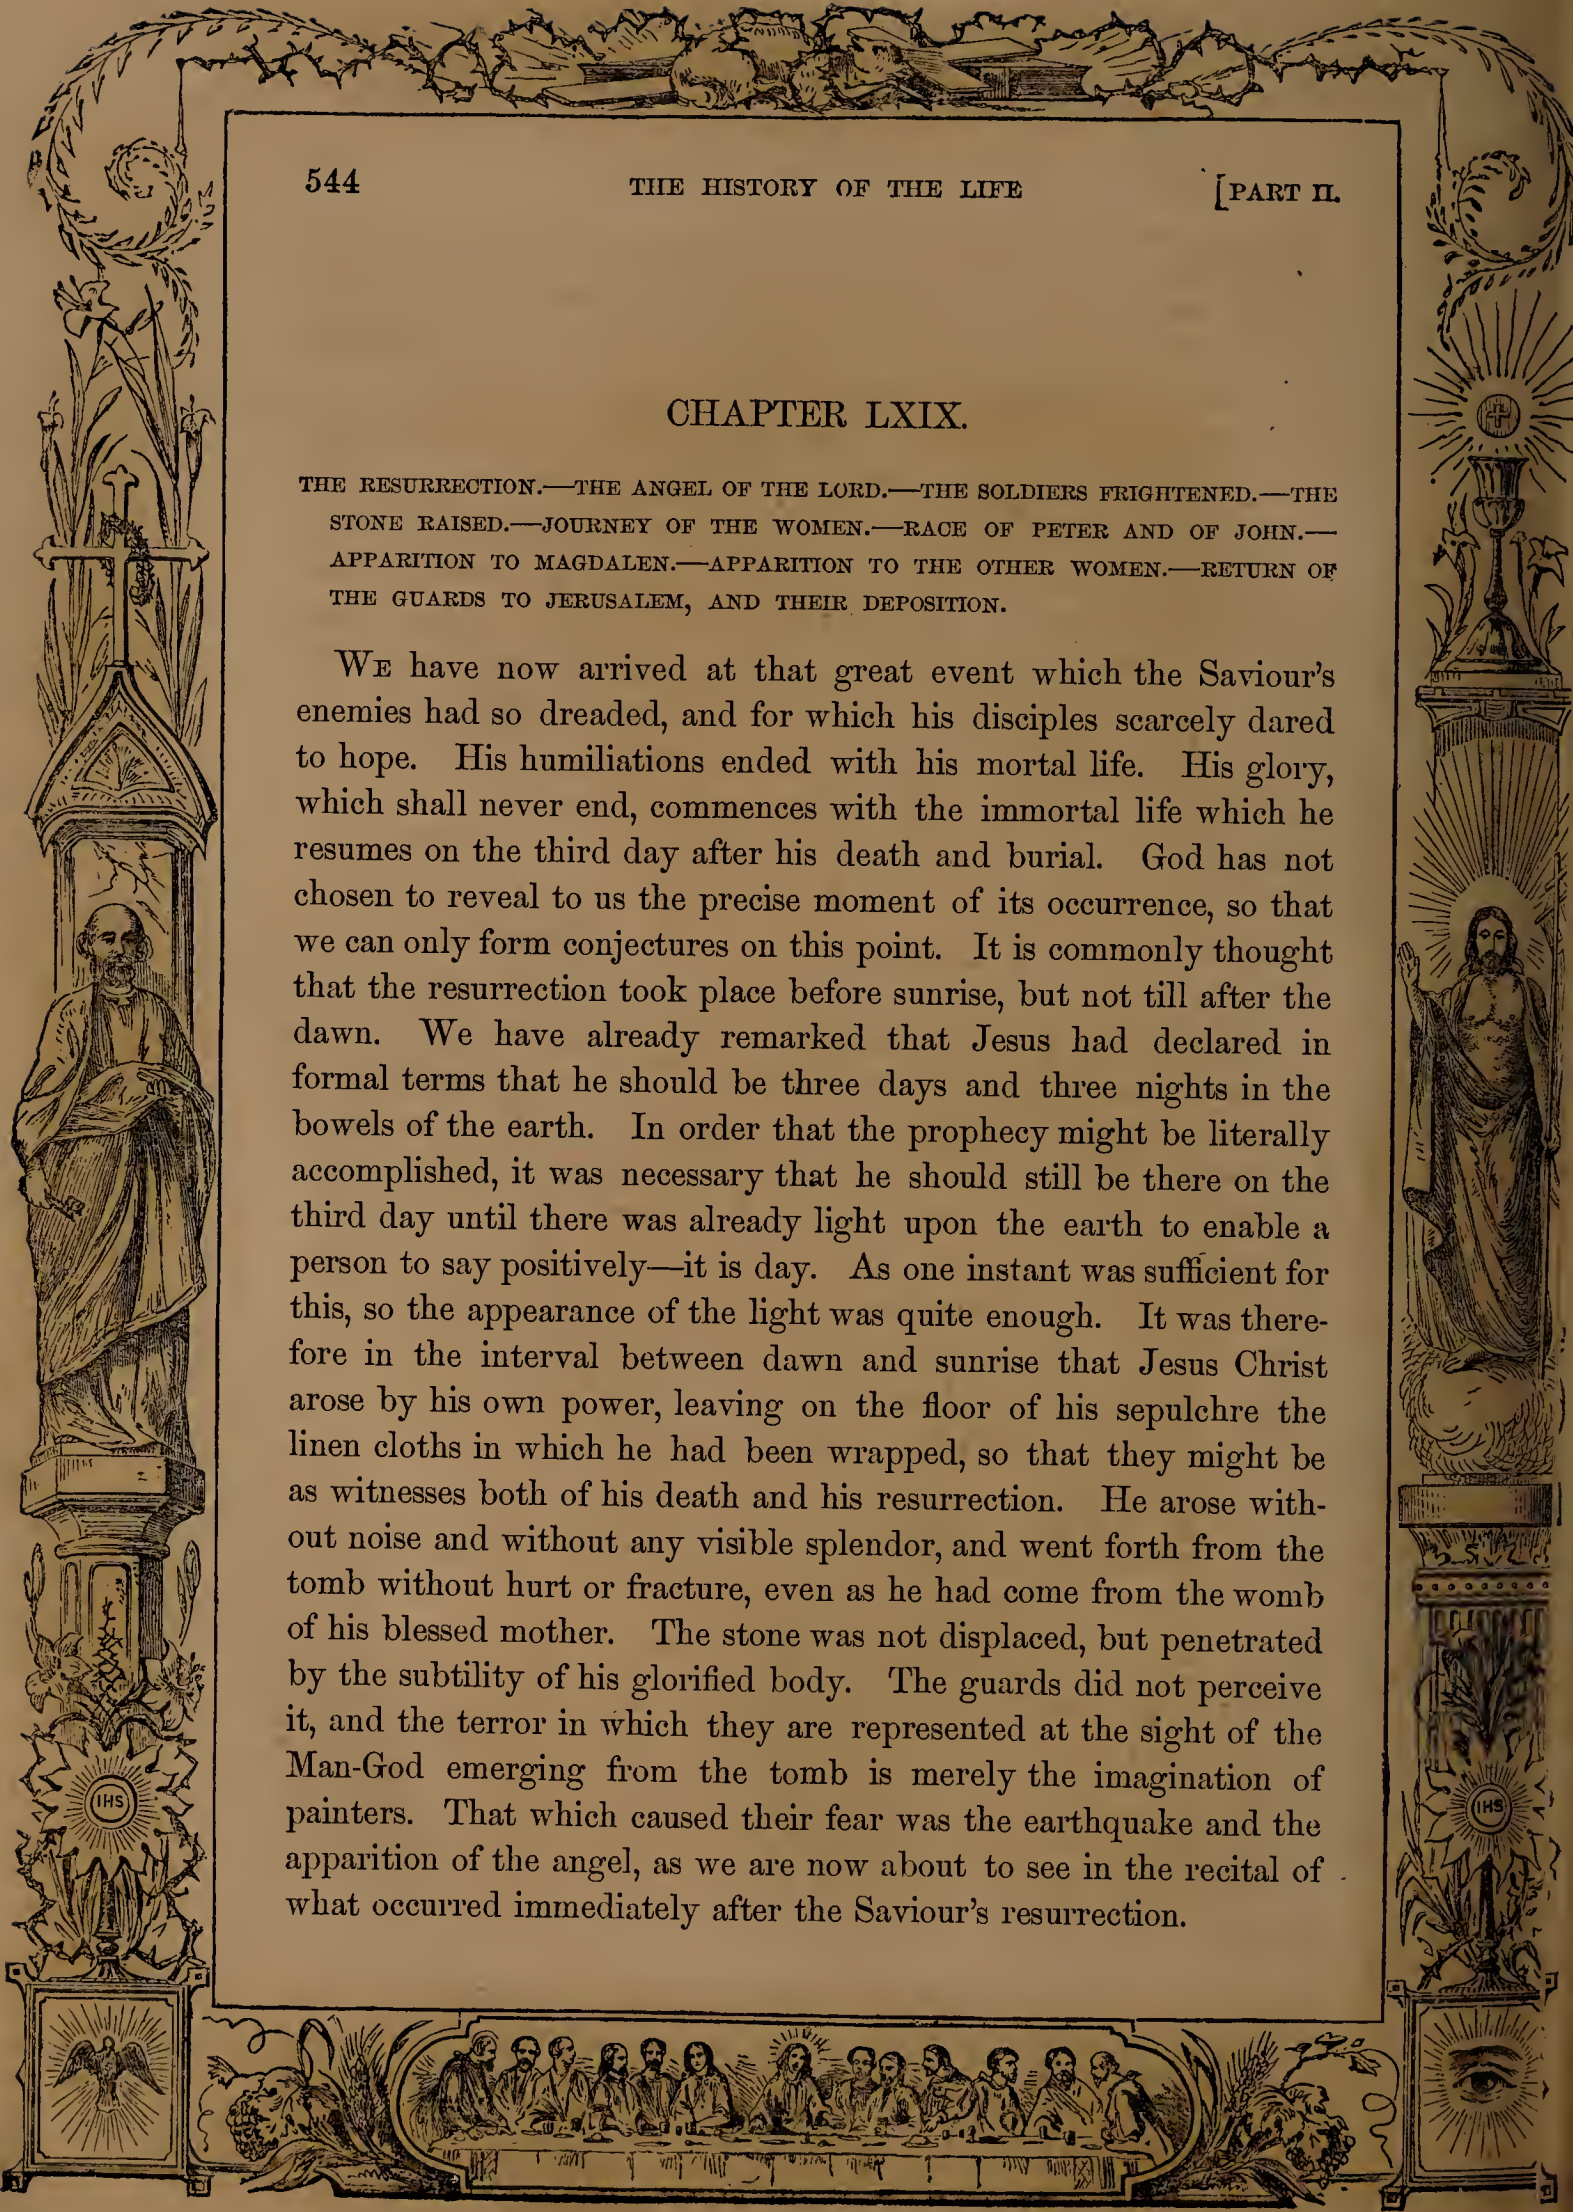 544 THE HISTORY OF THE LIFE [PART II.
CHAPTER LXIX.
THE RESURRECTION.—THE ANGEL OF THE LORD.—THE SOLDIERS FRIGHTENED.—THE
STONE RAISED.—JOURNEY OF THE WOMEN.—RACE OF PETER AND OF JOHN.—
APPARITION TO MAGDALEN.—APPARITION TO THE OTHER WOMEN.—RETURN OF
THE GUARDS TO JERUSALEM, AND THEIR DEPOSITION.
WE have now arrived at that great event which the Saviour's
enemies had so dreaded, and for which his disciples scarcely dared
to hope. His humiliations ended with his mortal life. His glory,
which shall never end, commences with the immortal life which he
resumes on the third day after his death and burial. God has not
chosen to reveal to us the precise moment of its occurrence, so that
we can only form conjectures on this point. It is commonly thought
that the resurrection took place before sunrise, but not till after the
dawn. We have already remarked that Jesus had declared in
formal terms that he should be three days and three nights in the
bowels of the earth. In order that the prophecy might be literally
accomplished, it was necessary that he should still be there on the
third day until there was already light upon the earth to enable a
person to say positively—it is day. As one instant was sufficient for
this, so the appearance of the light was quite enough. It was there-
fore in the interval between dawn and sunrise that Jesus Christ
arose by his own power, leaving on the floor of his sepulchre the
linen cloths in which he had been wrapped, so that they might be
as witnesses both of his death and his resurrection. He arose with-
out noise and without any visible splendor, and went forth from the
tomb without hurt or fracture, even as he had come from the womb
of his blessed mother. The stone was not displaced, but penetrated
by the subtility of his glorified body. The guards did not perceive
it, and the terror in which they are represented at the sight of the
Man-God emerging from the tomb is merely the imagination of
painters. That which caused their fear was the earthquake and the
apparition of the angel, as we are now about to see in the recital of
what occurred immediately after the Saviour's resurrection.
IHS
IHS